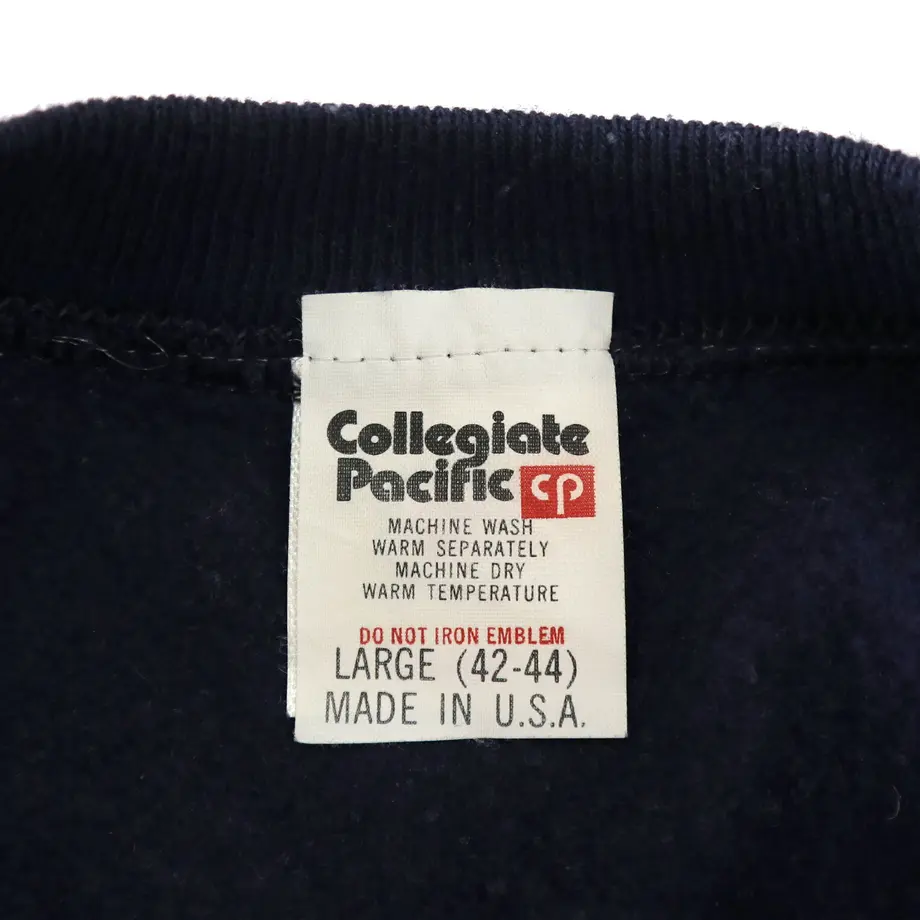 Collegiate
Pacific cp
MACHINE WASH
WARM SEPARATELY
MACHINE DRY
WARM TEMPERATURE
DO NOT IRON EMBLEM
LARGE (42-44)
MADE IN U.S.A.